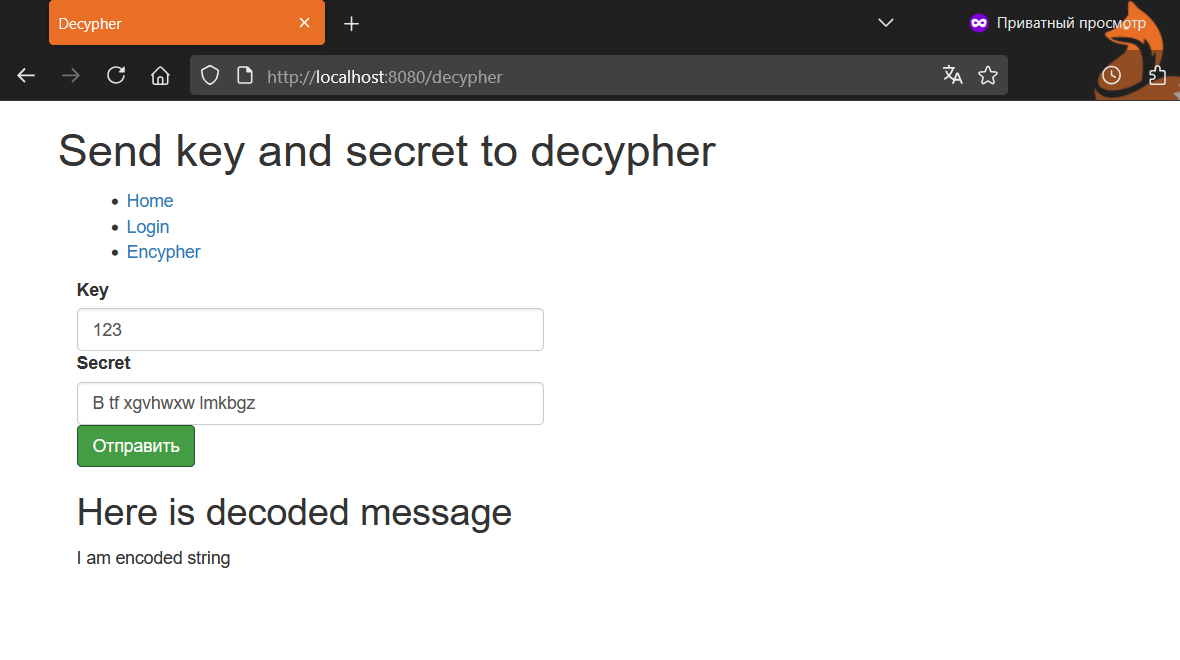 Decypher
Приватный просмотр
http://localhost:8080/decypher
Send key and secret to decypher
Home
Login
Encypher
Key
123
Secret
B tf xgvhwxw lmkbgz
Отправить
Here is decoded message
I am encoded string